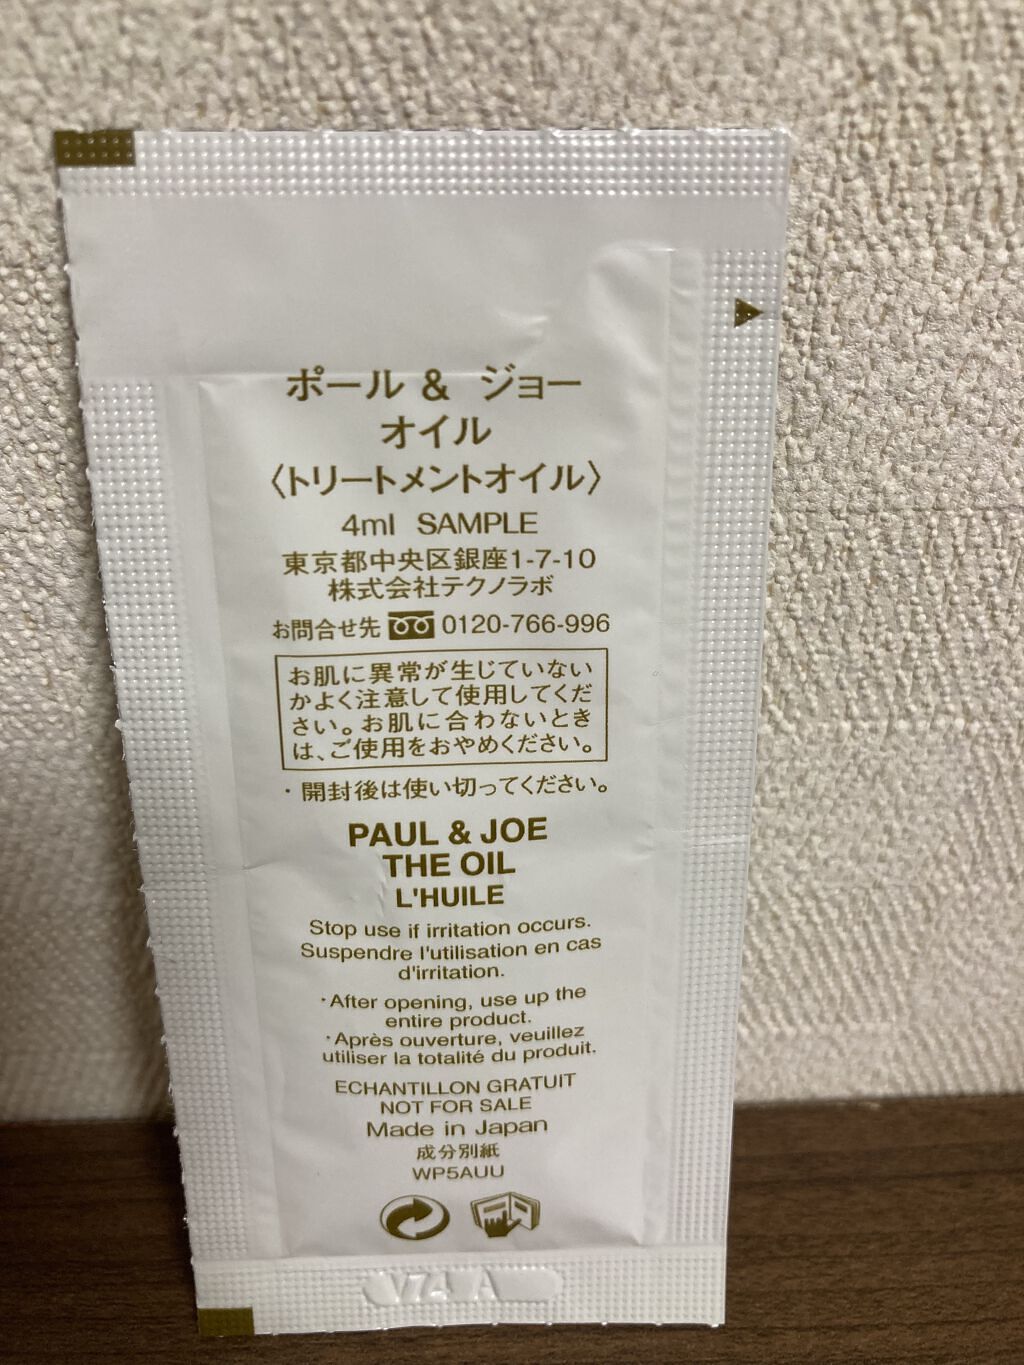 ポール & ジョー
オイル
〈トリートメントオイル〉
4ml SAMPLE
東京都中央区銀座1-7-10
株式会社テクノラボ
お問合せ先 0120-766-996
お肌に異常が生じていない
かよく注意して使用してくだ
さい。お肌に合わないとき
は、ご使用をおやめください。
・開封後は使い切ってください。
PAUL & JOE
THE OIL
L'HUILE
Stop use if irritation occurs.
Suspendre l'utilisation en cas
d'irritation.
・After opening, use up the
entire product.
・Après ouverture, veuillez
utiliser la totalité du produit.
ECHANTILLON GRATUIT
NOT FOR SALE
Made in Japan
成分別紙
WP5AUU
V74 A